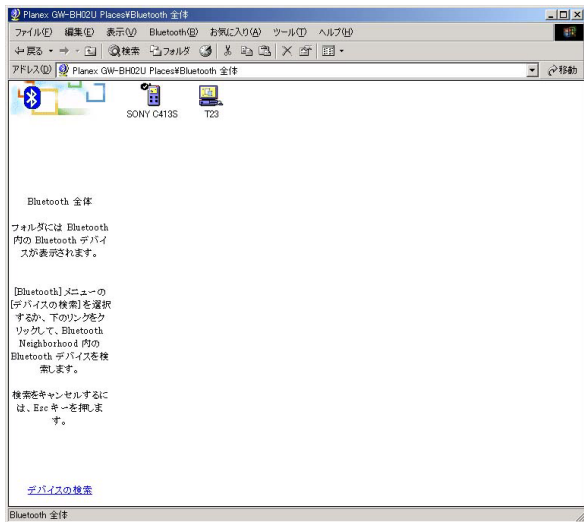 Planex GW-BH02U Places¥Bluetooth 全体
ファイル(F) 編集(E) 表示(V) Bluetooth(B) お気に入り(A) ツール(T) ヘルプ(H)
戻る 検索 フォルダ
アドレス(D) Planex GW-BH02U Places¥Bluetooth 全体 移動
SONY C413S T23
Bluetooth 全体
フォルダには Bluetooth
内の Bluetooth デバイ
スが表示されます。
[Bluetooth]メニューの
[デバイスの検索]を選択
するか、下のリンクをク
リックして、Bluetooth
Neighborhood 内の
Bluetooth デバイスを検
索します。
検索をキャンセルするに
は、Esc キーを押しま
す。
デバイスの検索
Bluetooth 全体